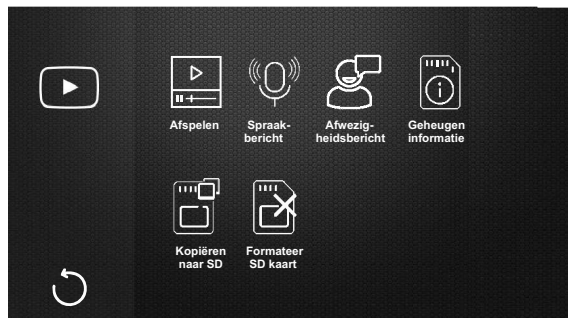 Afspelen
Spraak-
bericht
Afwezig-
heidsbericht
Geheugen
informatie
Kopiëren
naar SD
Formateer
SD kaart